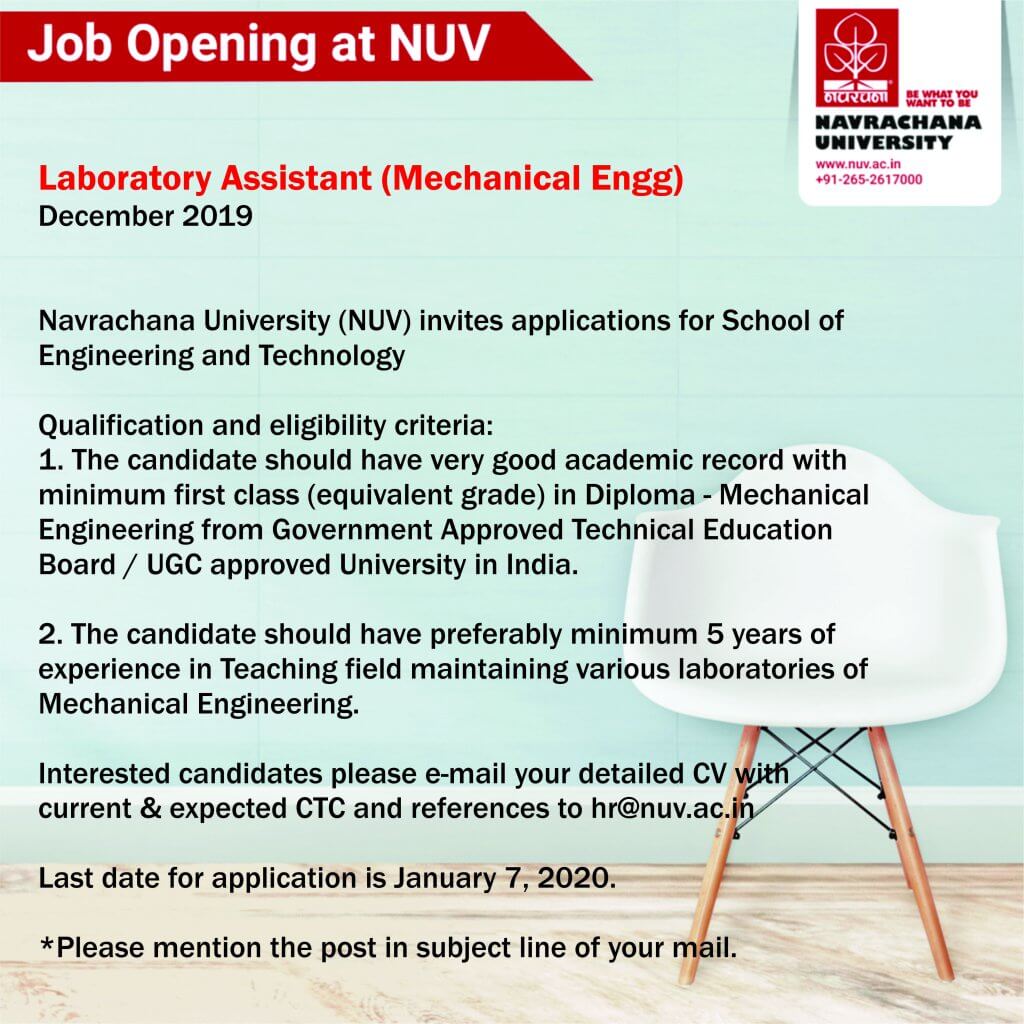 Job Opening at NUV
नवरचना
BE WHAT YOU
WANT TO BE
NAVRACHANA
UNIVERSITY
www.nuv.ac.in
+91-265-2617000
Laboratory Assistant (Mechanical Engg)
December 2019
Navrachana University (NUV) invites applications for School of
Engineering and Technology
Qualification and eligibility criteria:
1. The candidate should have very good academic record with
minimum first class (equivalent grade) in Diploma - Mechanical
Engineering from Government Approved Technical Education
Board / UGC approved University in India.
2. The candidate should have preferably minimum 5 years of
experience in Teaching field maintaining various laboratories of
Mechanical Engineering.
Interested candidates please e-mail your detailed CV with
current & expected CTC and references to hr@nuv.ac.in
Last date for application is January 7, 2020.
*Please mention the post in subject line of your mail.